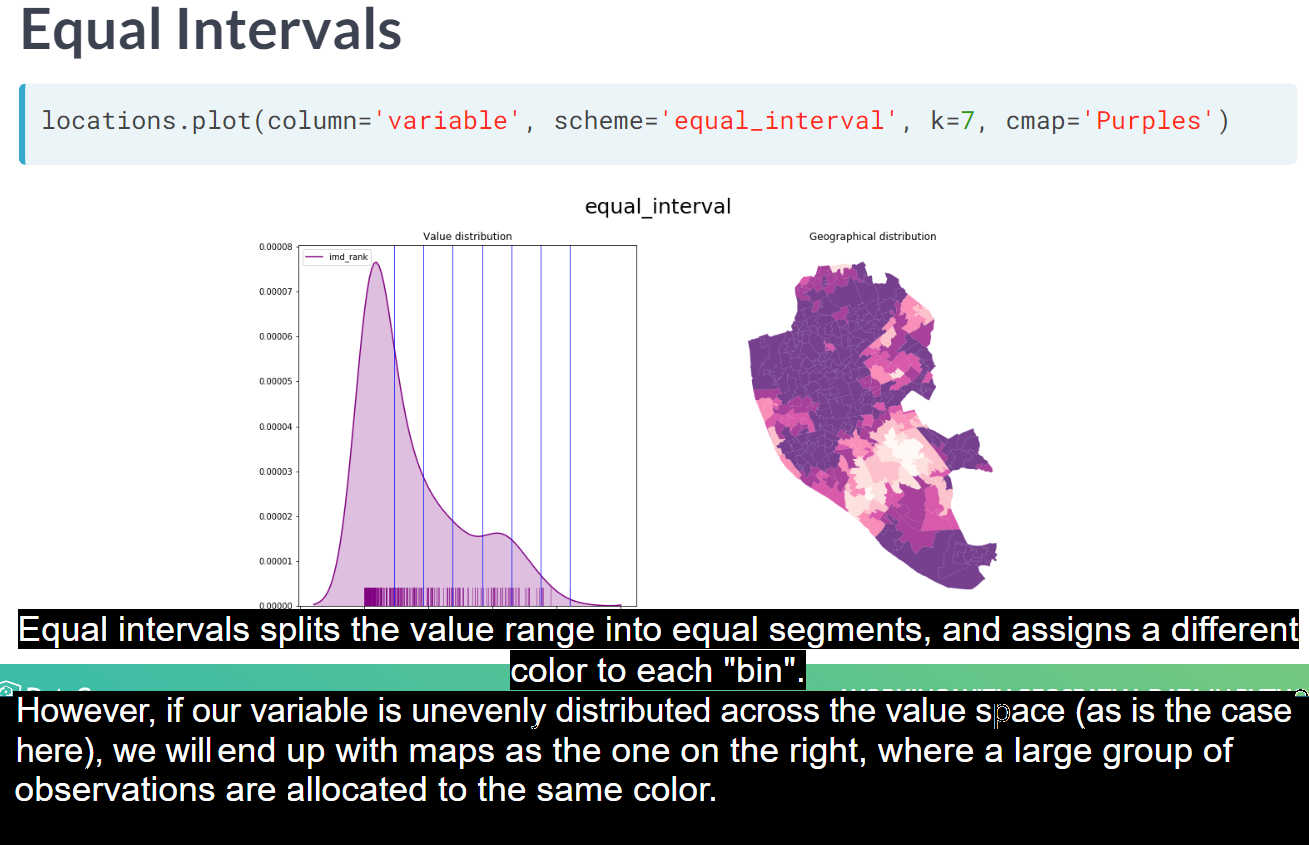 Equal Intervals
locations.plot(column='variable', scheme='equal_interval', k=7, cmap='Purples')
equal_interval
Value distribution
Geographical distribution
imd_rank
0.00008
0.00007
0.00006
0.00005
0.00004
0.00003
0.00002
0.00001
0.00000
Equal intervals splits the value range into equal segments, and assigns a different
color to each "bin".
However, if our variable is unevenly distributed across the value space (as is the case
here), we will end up with maps as the one on the right, where a large group of
observations are allocated to the same color.